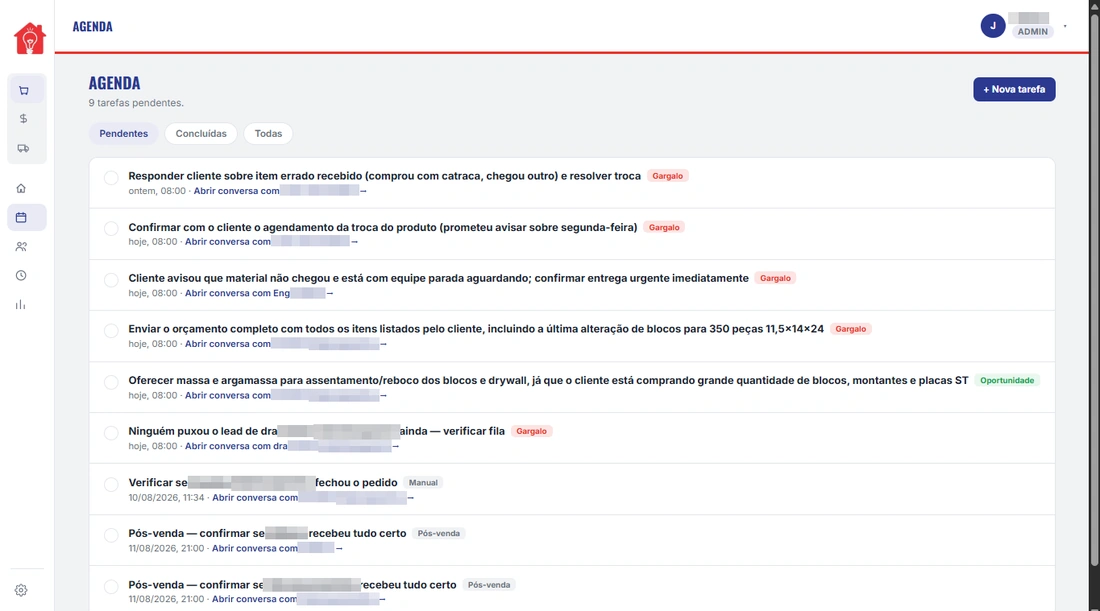 AGENDA
J
ADMIN
AGENDA
9 tarefas pendentes.
+ Nova tarefa
Pendentes
Concluídas
Todas
Responder cliente sobre item errado recebido (comprou com catraca, chegou outro) e resolver troca Gargalo
ontem, 08:00 · Abrir conversa com →
Confirmar com o cliente o agendamento da troca do produto (prometeu avisar sobre segunda-feira) Gargalo
hoje, 08:00 · Abrir conversa com →
Cliente avisou que material não chegou e está com equipe parada aguardando; confirmar entrega urgente imediatamente Gargalo
hoje, 08:00 · Abrir conversa com Eng →
Enviar o orçamento completo com todos os itens listados pelo cliente, incluindo a última alteração de blocos para 350 peças 11,5×14×24 Gargalo
hoje, 08:00 · Abrir conversa com →
Oferecer massa e argamassa para assentamento/reboco dos blocos e drywall, já que o cliente está comprando grande quantidade de blocos, montantes e placas ST Oportunidade
hoje, 08:00 · Abrir conversa com →
Ninguém puxou o lead de dra ainda — verificar fila Gargalo
hoje, 08:00 · Abrir conversa com dra →
Verificar se fechou o pedido Manual
10/08/2026, 11:34 · Abrir conversa com →
Pós-venda — confirmar se recebeu tudo certo Pós-venda
11/08/2026, 21:00 · Abrir conversa com →
Pós-venda — confirmar se recebeu tudo certo Pós-venda
11/08/2026, 21:00 · Abrir conversa com →